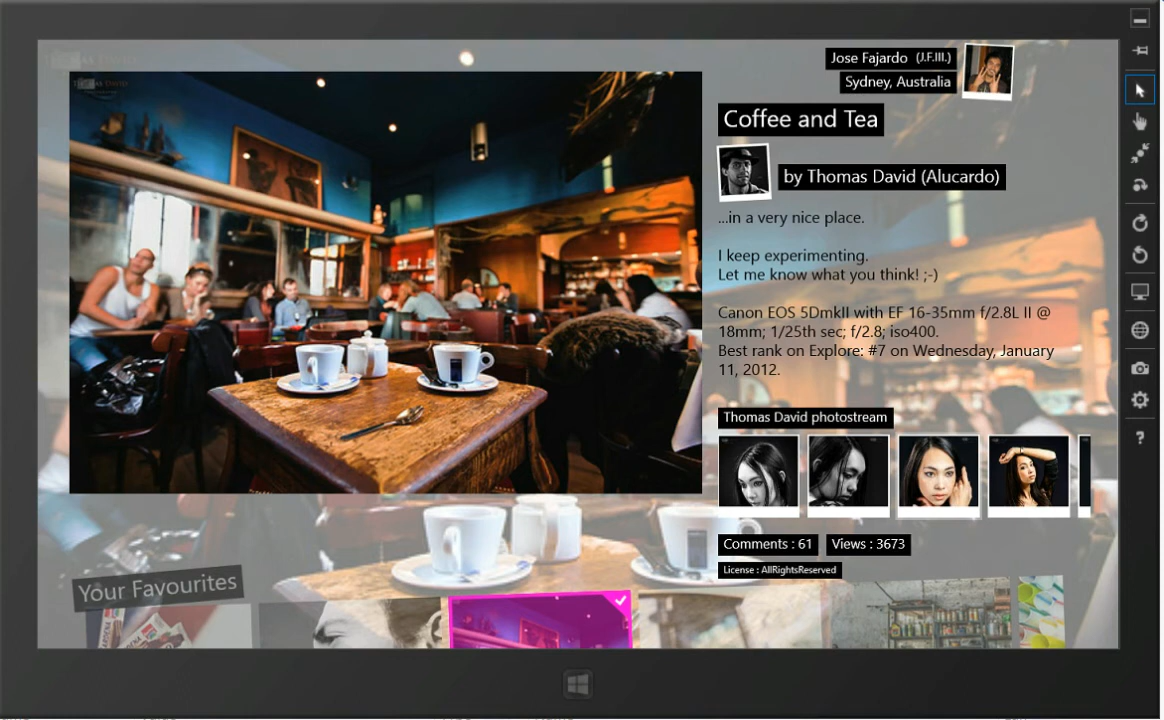 THOMAS DAVID
Jose Fajardo (J.F.III.)
Sydney, Australia
Coffee and Tea
by Thomas David (Alucardo)
...in a very nice place.
I keep experimenting.
Let me know what you think! ;-)
Canon EOS 5DmkII with EF 16-35mm f/2.8L II @
18mm; 1/25th sec; f/2.8; iso400.
Best rank on Explore: #7 on Wednesday, January
11, 2012.
Thomas David photostream
Comments : 61
Views : 3673
License : AllRightsReserved
Your Favourites
?